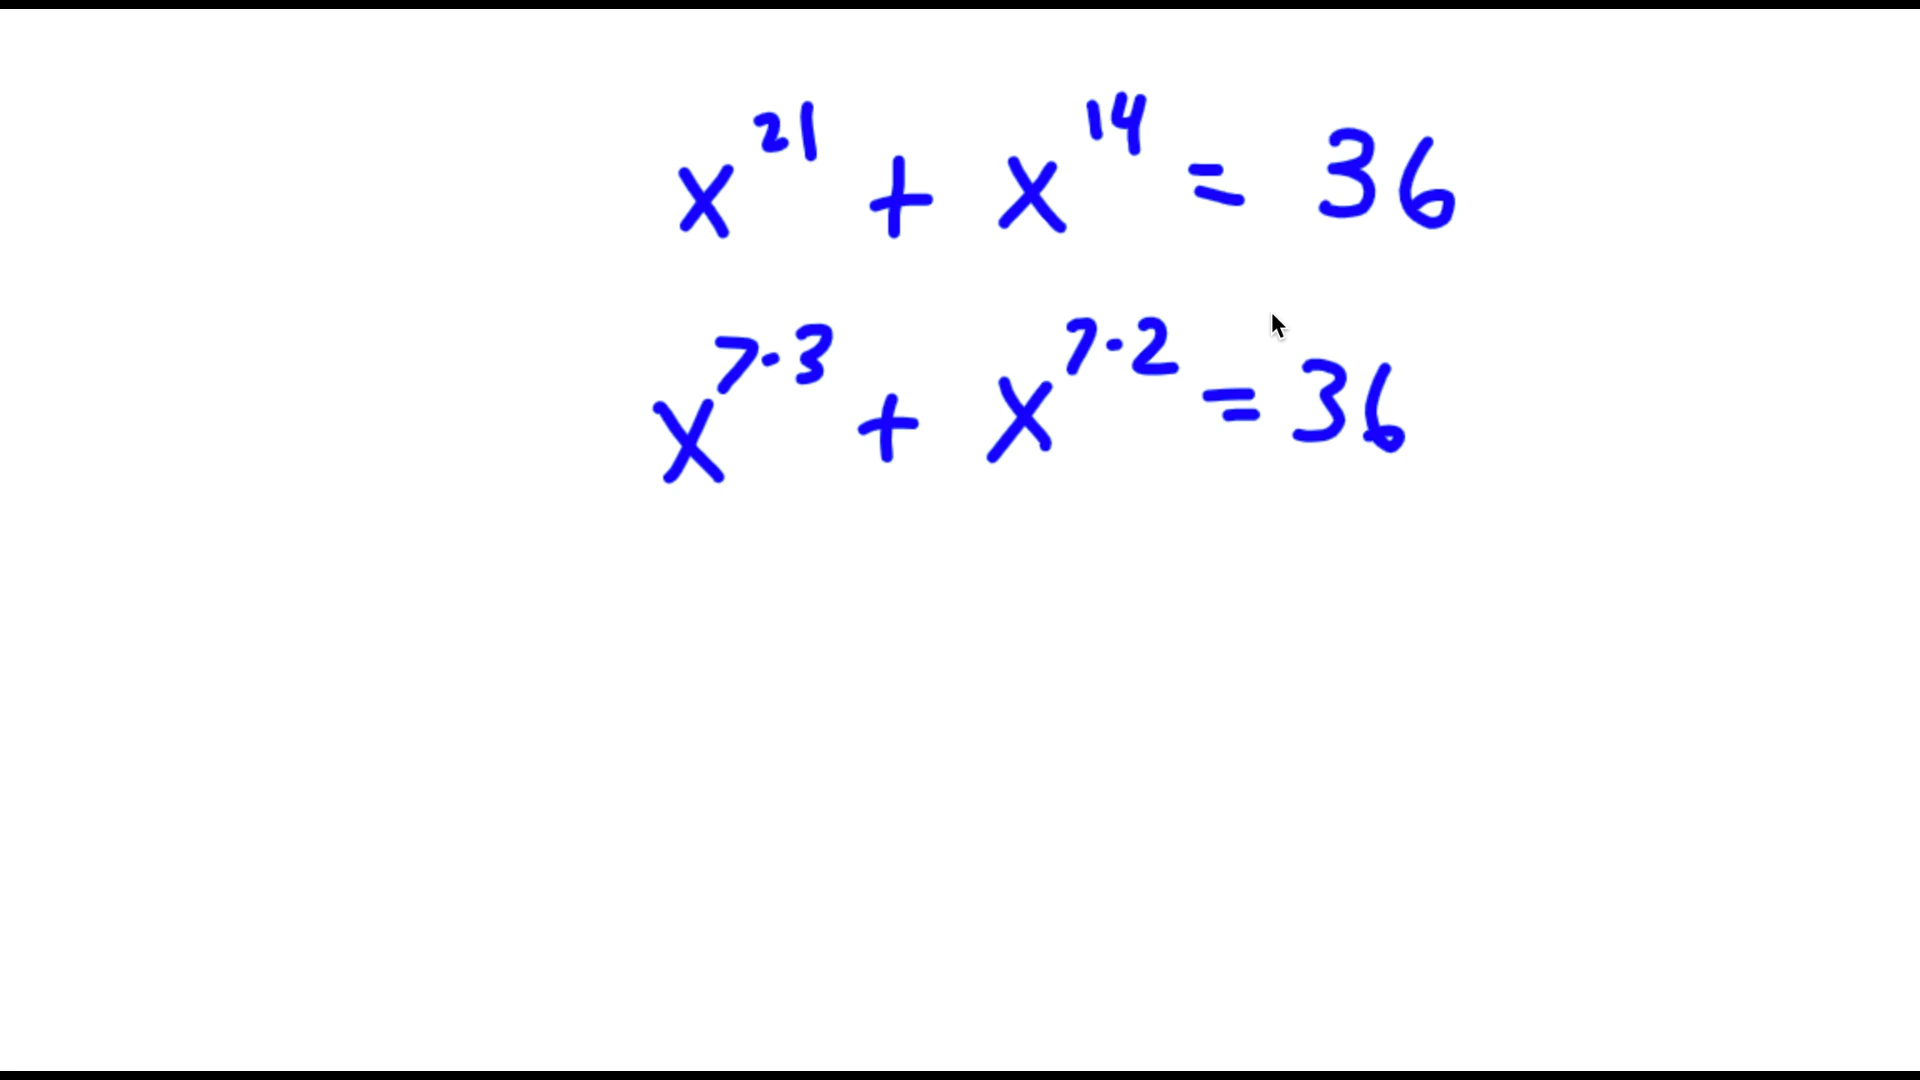 x^21 + x^14 = 36
x^7·3 + x^7·2 = 36